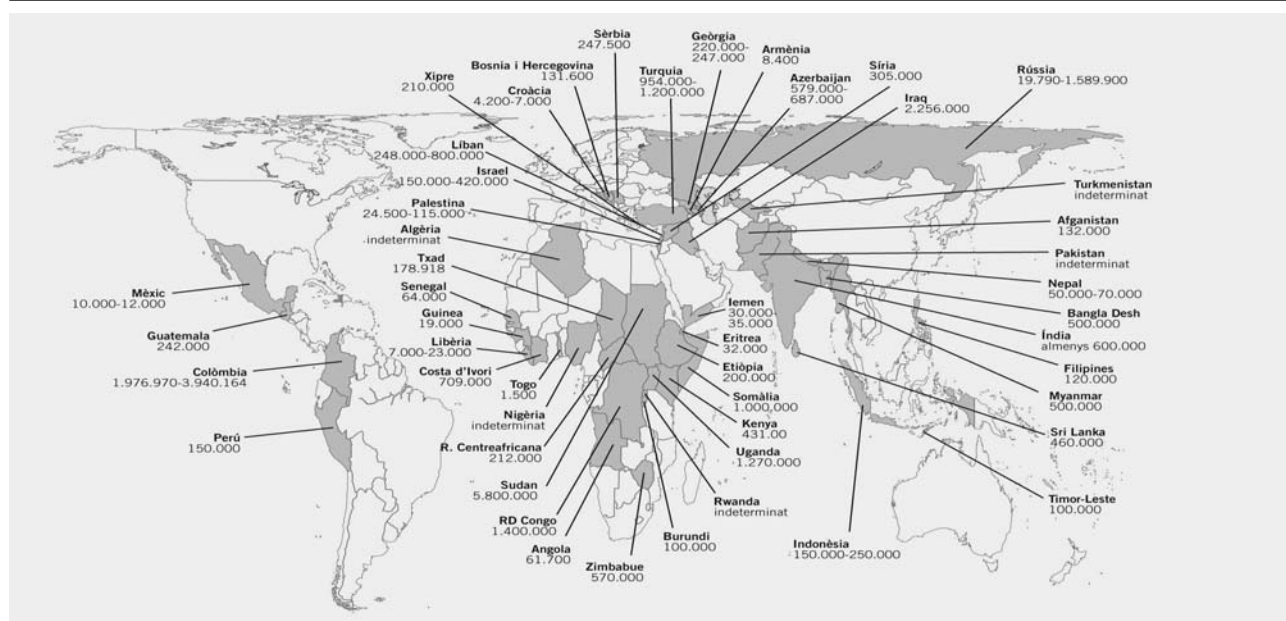 Sèrbia
247.500
Geòrgia
220.000-
247.000
Armènia
8.400
Bosnia i Hercegovina
131.600
Turquia
954.000-
1.200.000
Síria
305.000
Xipre
210.000
Azerbaijan
579.000-
687.000
Rússia
19.790-1.589.900
Croàcia
4.200-7.000
Iraq
2.256.000
Líban
248.000-800.000
Israel
150.000-420.000
Turkmenistan
indeterminat
Palestina
24.500-115.000
Afganistan
132.000
Algèria
indeterminat
Pakistan
indeterminat
Txad
178.918
Nepal
50.000-70.000
Senegal
64.000
Mèxic
10.000-12.000
Iemen
30.000-
35.000
Bangla Desh
500.000
Guinea
19.000
Índia
almenys 600.000
Guatemala
242.000
Eritrea
32.000
Libèria
7.000-23.000
Filipines
120.000
Colòmbia
1.976.970-3.940.164
Costa d'Ivori
709.000
Etiòpia
200.000
Togo
1.500
Myanmar
500.000
Somàlia
1.000.000
Nigèria
indeterminat
Kenya
431.00
Sri Lanka
460.000
Perú
150.000
R. Centreafricana
212.000
Uganda
1.270.000
Sudan
5.800.000
Rwanda
indeterminat
Timor-Leste
100.000
RD Congo
1.400.000
Burundi
100.000
Indonèsia
150.000-250.000
Angola
61.700
Zimbabue
570.000